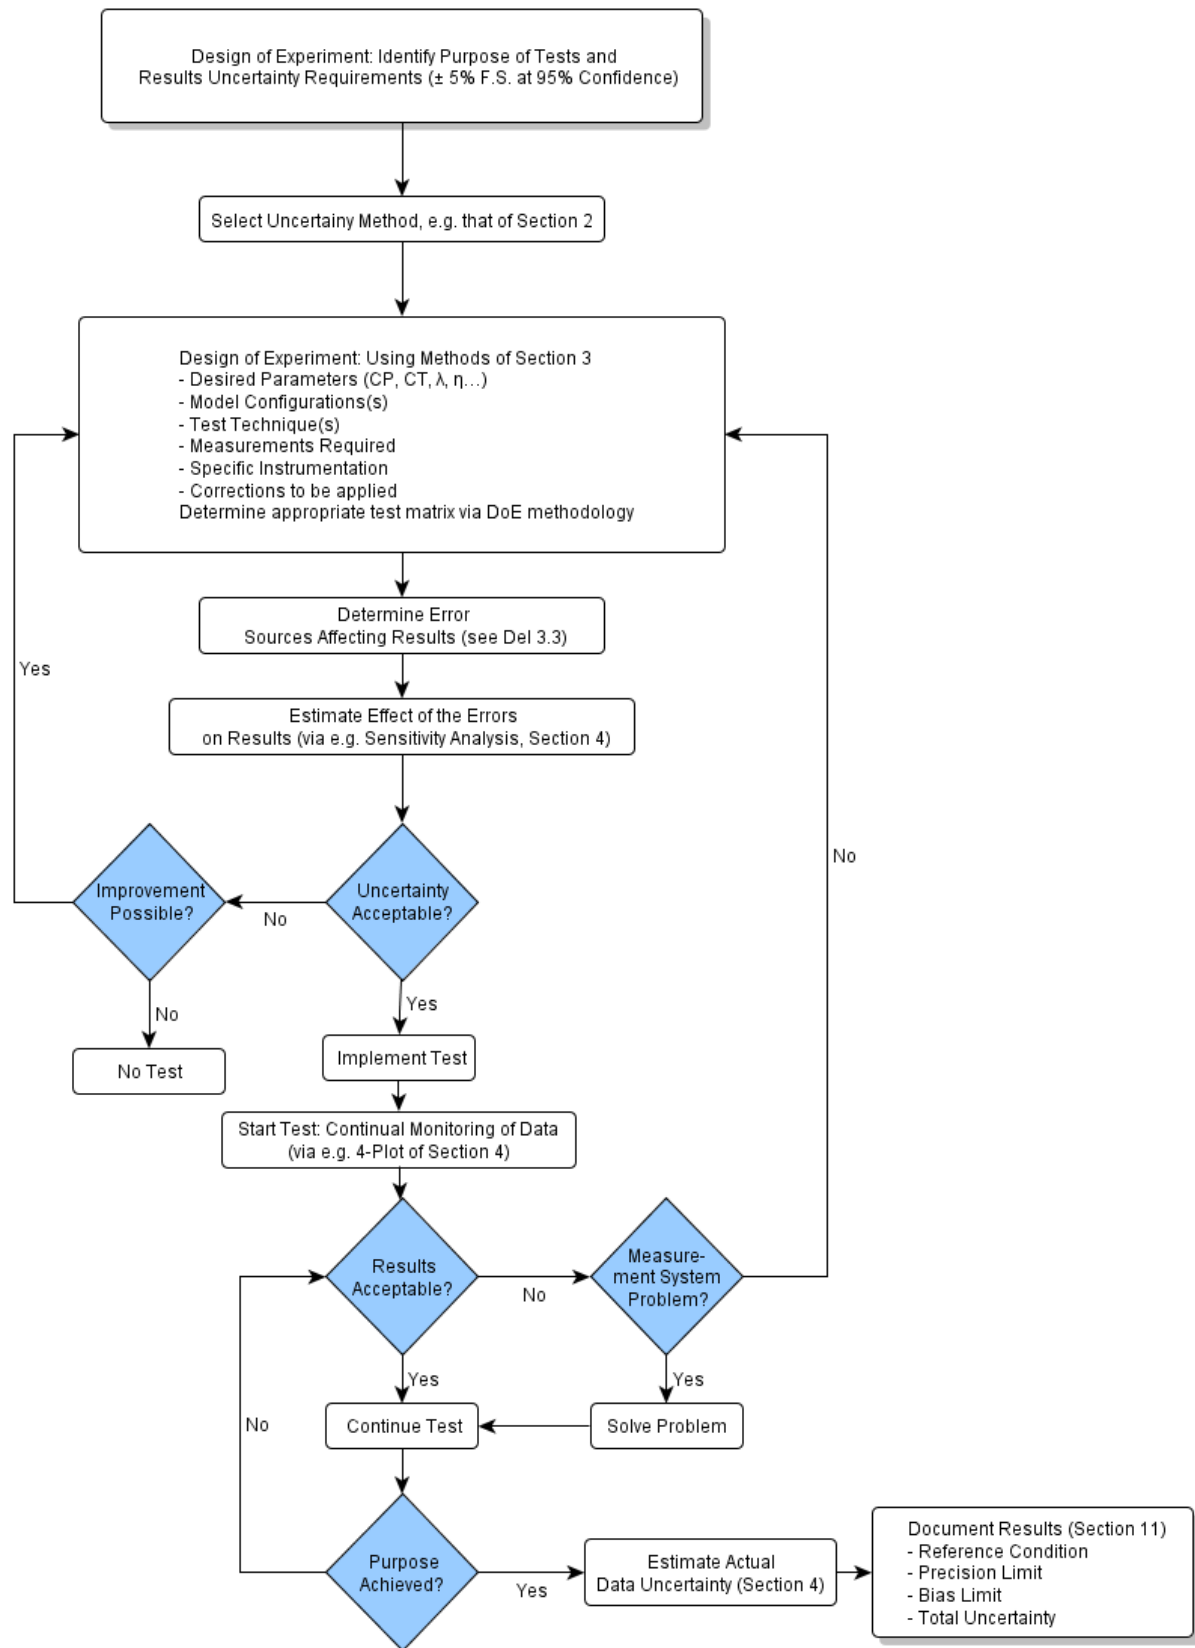 Design of Experiment: Identify Purpose of Tests and
Results Uncertainty Requirements (± 5% F.S. at 95% Confidence)
Select Uncertainy Method, e.g. that of Section 2
Design of Experiment: Using Methods of Section 3
- Desired Parameters (CP, CT, λ, η...)
- Model Configurations(s)
- Test Technique(s)
- Measurements Required
- Specific Instrumentation
- Corrections to be applied
Determine appropriate test matrix via DoE methodology
Determine Error
Sources Affecting Results (see Del 3.3)
Yes
Estimate Effect of the Errors
on Results (via e.g. Sensitivity Analysis, Section 4)
No
Improvement
Possible?
No
Uncertainty
Acceptable?
No
No Test
Yes
Implement Test
Start Test: Continual Monitoring of Data
(via e.g. 4-Plot of Section 4)
Results
Acceptable?
No
Measure-
ment System
Problem?
Yes
Yes
No
Continue Test
Solve Problem
Purpose
Achieved?
Yes
Estimate Actual
Data Uncertainty (Section 4)
Document Results (Section 11)
- Reference Condition
- Precision Limit
- Bias Limit
- Total Uncertainty